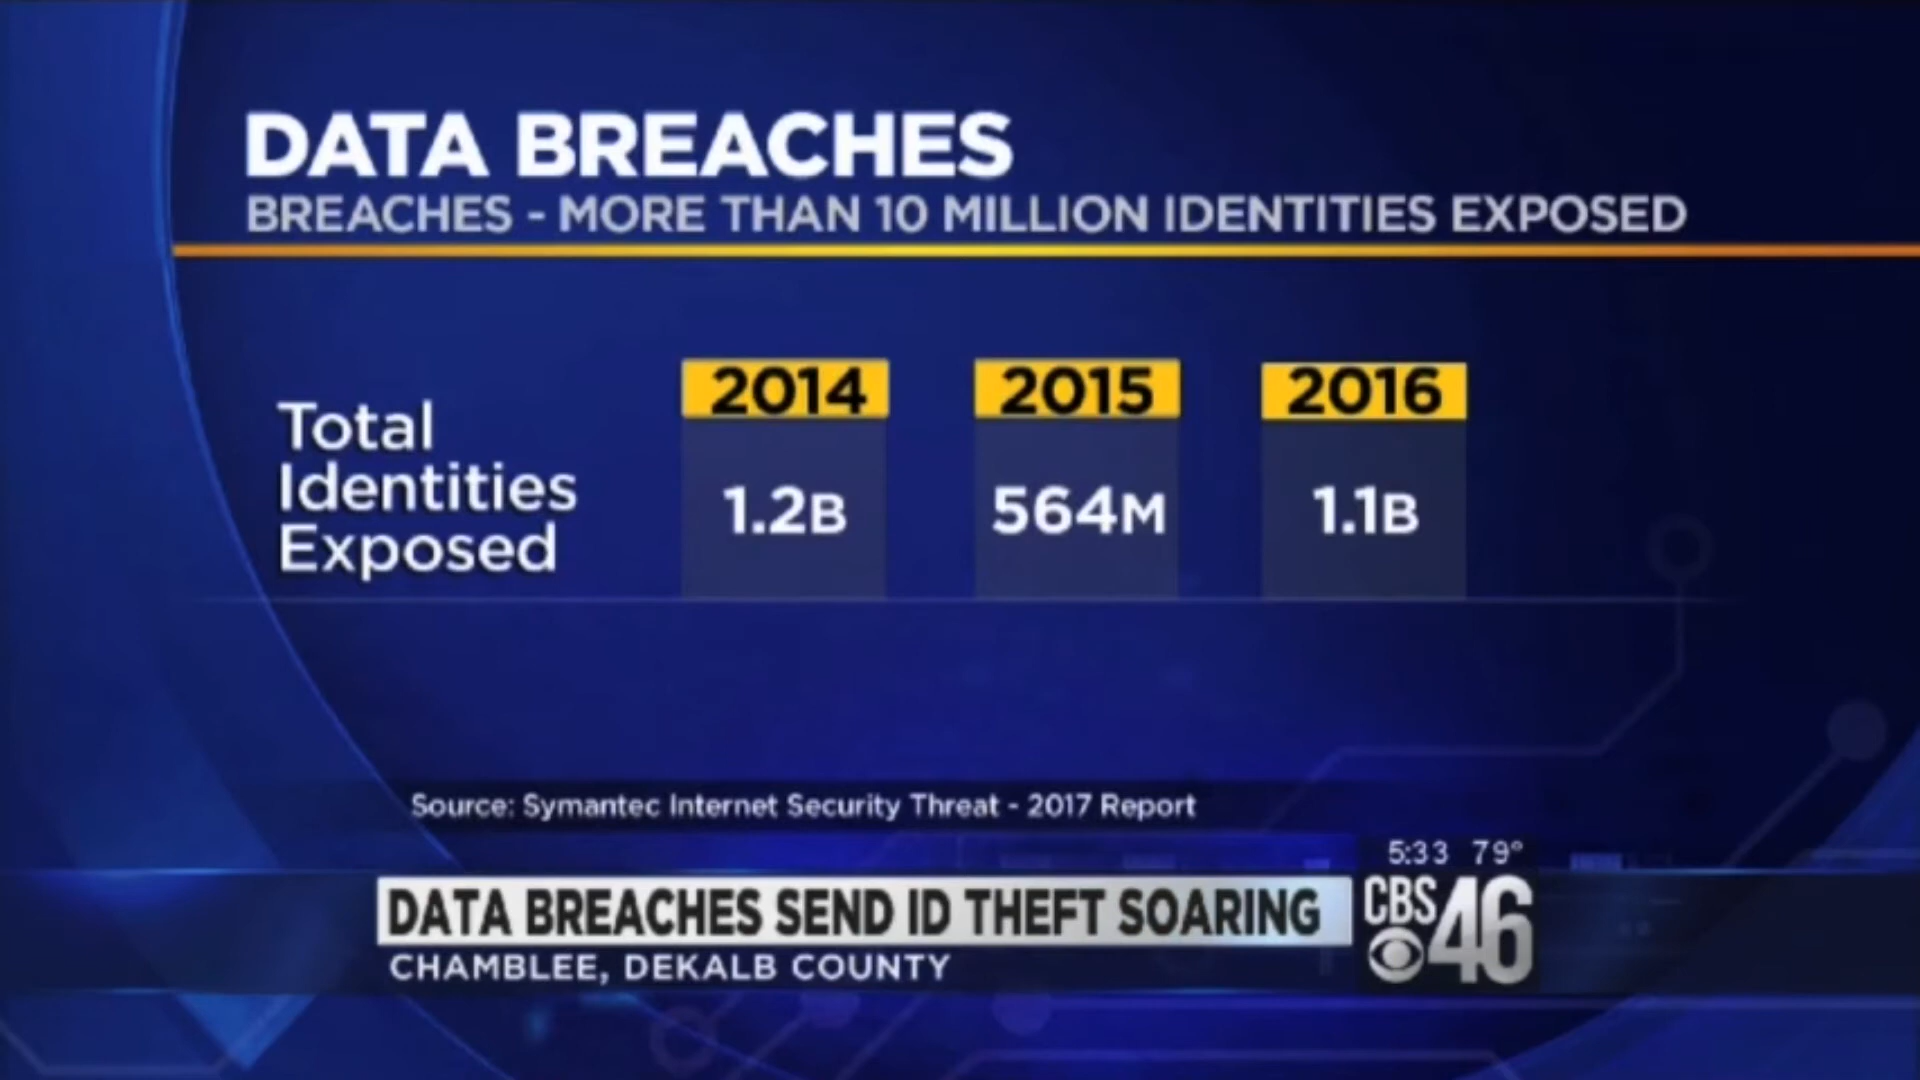 DATA BREACHES
BREACHES - MORE THAN 10 MILLION IDENTITIES EXPOSED
2014 2015 2016
Total
Identities
Exposed
1.2B 564M 1.1B
Source: Symantec Internet Security Threat - 2017 Report
5:33 79°
DATA BREACHES SEND ID THEFT SOARING
CHAMBLEE, DEKALB COUNTY
CBS 46